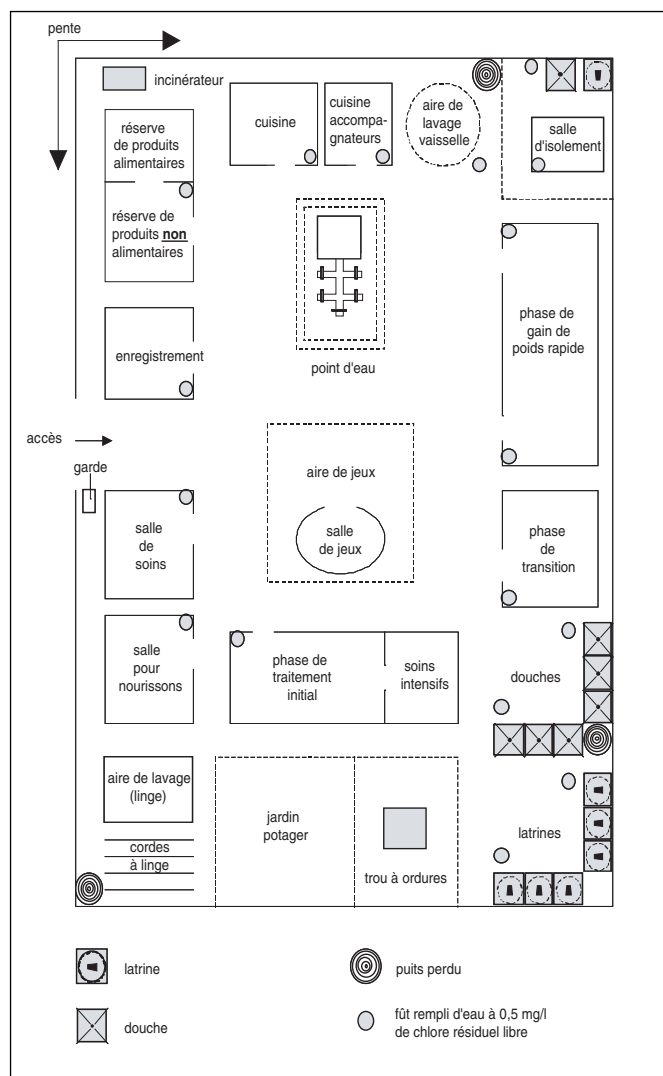 pente
incinérateur
réserve
de produits
alimentaires
cuisine
cuisine
accompa-
gnateurs
aire de
lavage
vaisselle
salle
d'isolement
réserve de
produits non
alimentaires
phase de
gain de
poids rapide
enregistrement
point d'eau
accès
garde
aire de jeux
salle
de jeux
salle
de
soins
phase
de
transition
salle
pour
nourissons
phase de
traitement
initial
soins
intensifs
douches
aire de lavage
(linge)
cordes
à linge
jardin
potager
trou à ordures
latrines
latrine
puits perdu
douche
fût rempli d'eau à 0,5 mg/l
de chlore résiduel libre